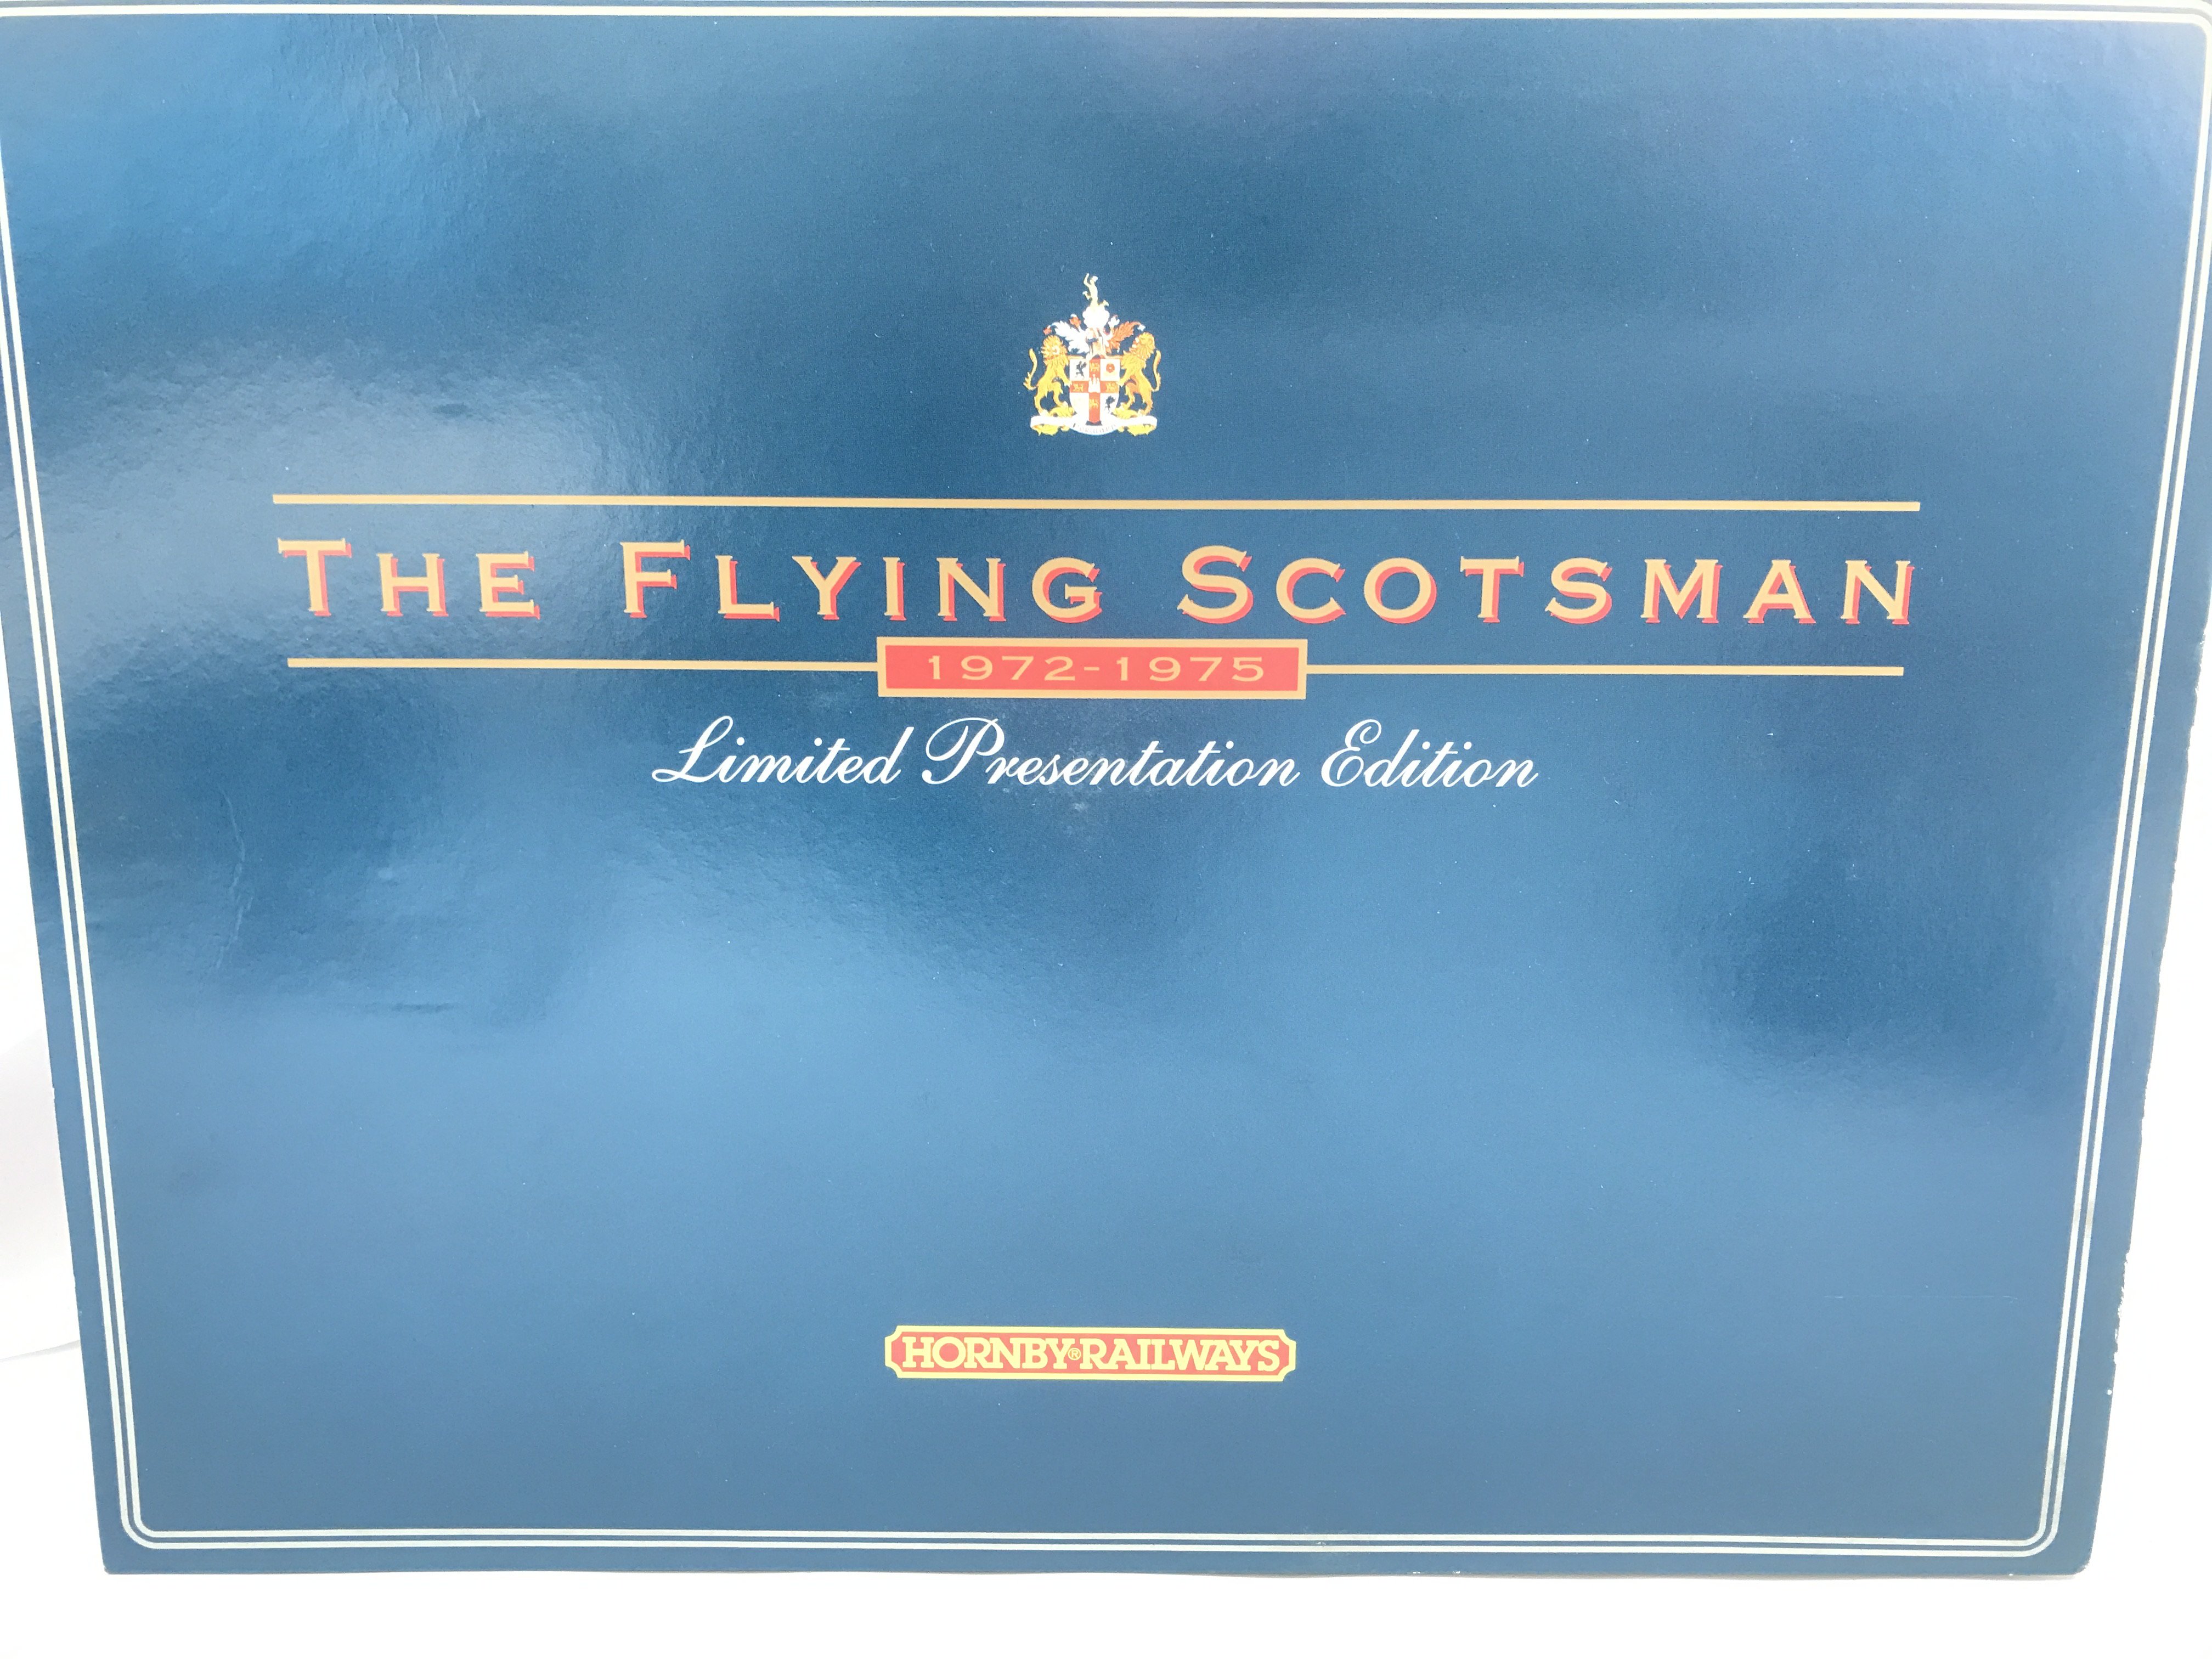 THE FLYING SCOTSMAN
1972-1975
Limited Presentation Edition
HORNBY®RAILWAYS